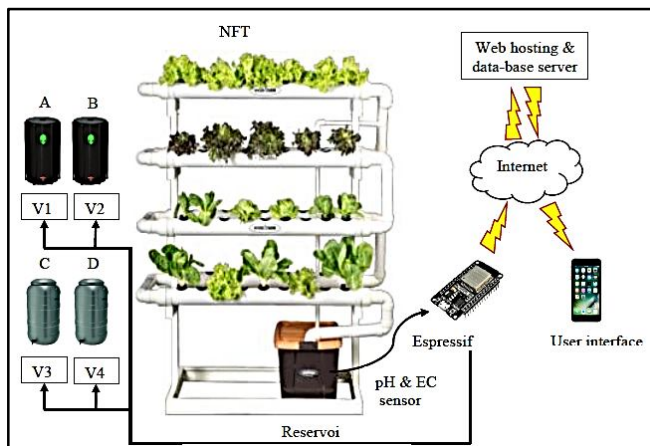 NFT
Web hosting &
data-base server
A B
Internet
V1 V2
C D
V3 V4
Espressif
User interface
pH & EC
sensor
Reservoi